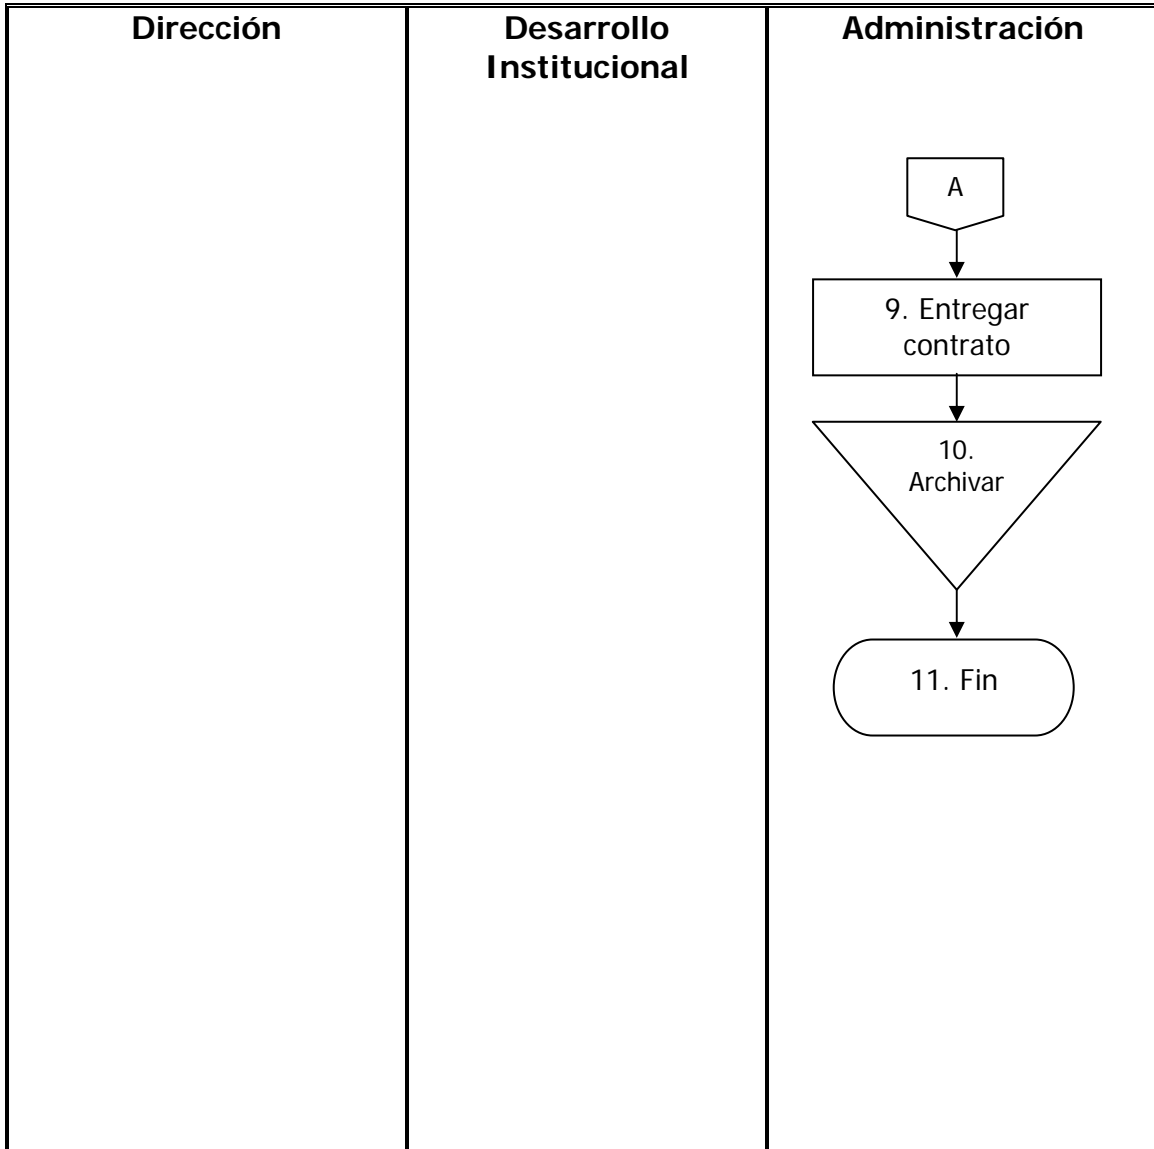 Dirección
Desarrollo
Institucional
Administración
A
9. Entregar
contrato
10.
Archivar
11. Fin